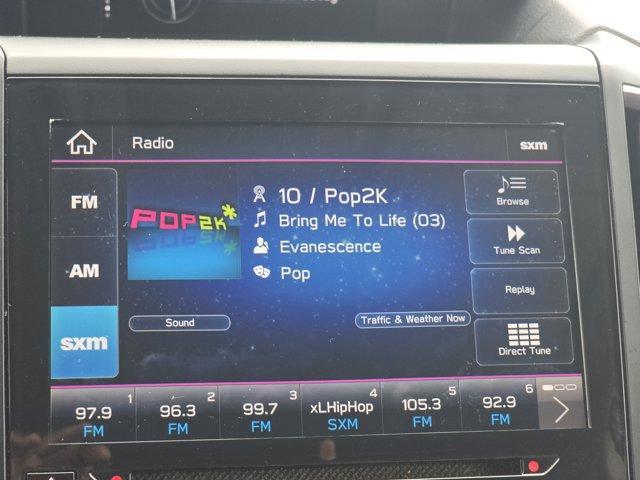 Radio
sxm
FM
AM
sxm
POP2K*
10 / Pop2K
Bring Me To Life (03)
Evanescence
Pop
Sound
Traffic & Weather Now
Browse
Tune Scan
Replay
Direct Tune
97.9 1
FM
96.3 2
FM
99.7 3
FM
xLHipHop 4
SXM
105.3 5
FM
92.9 6
FM